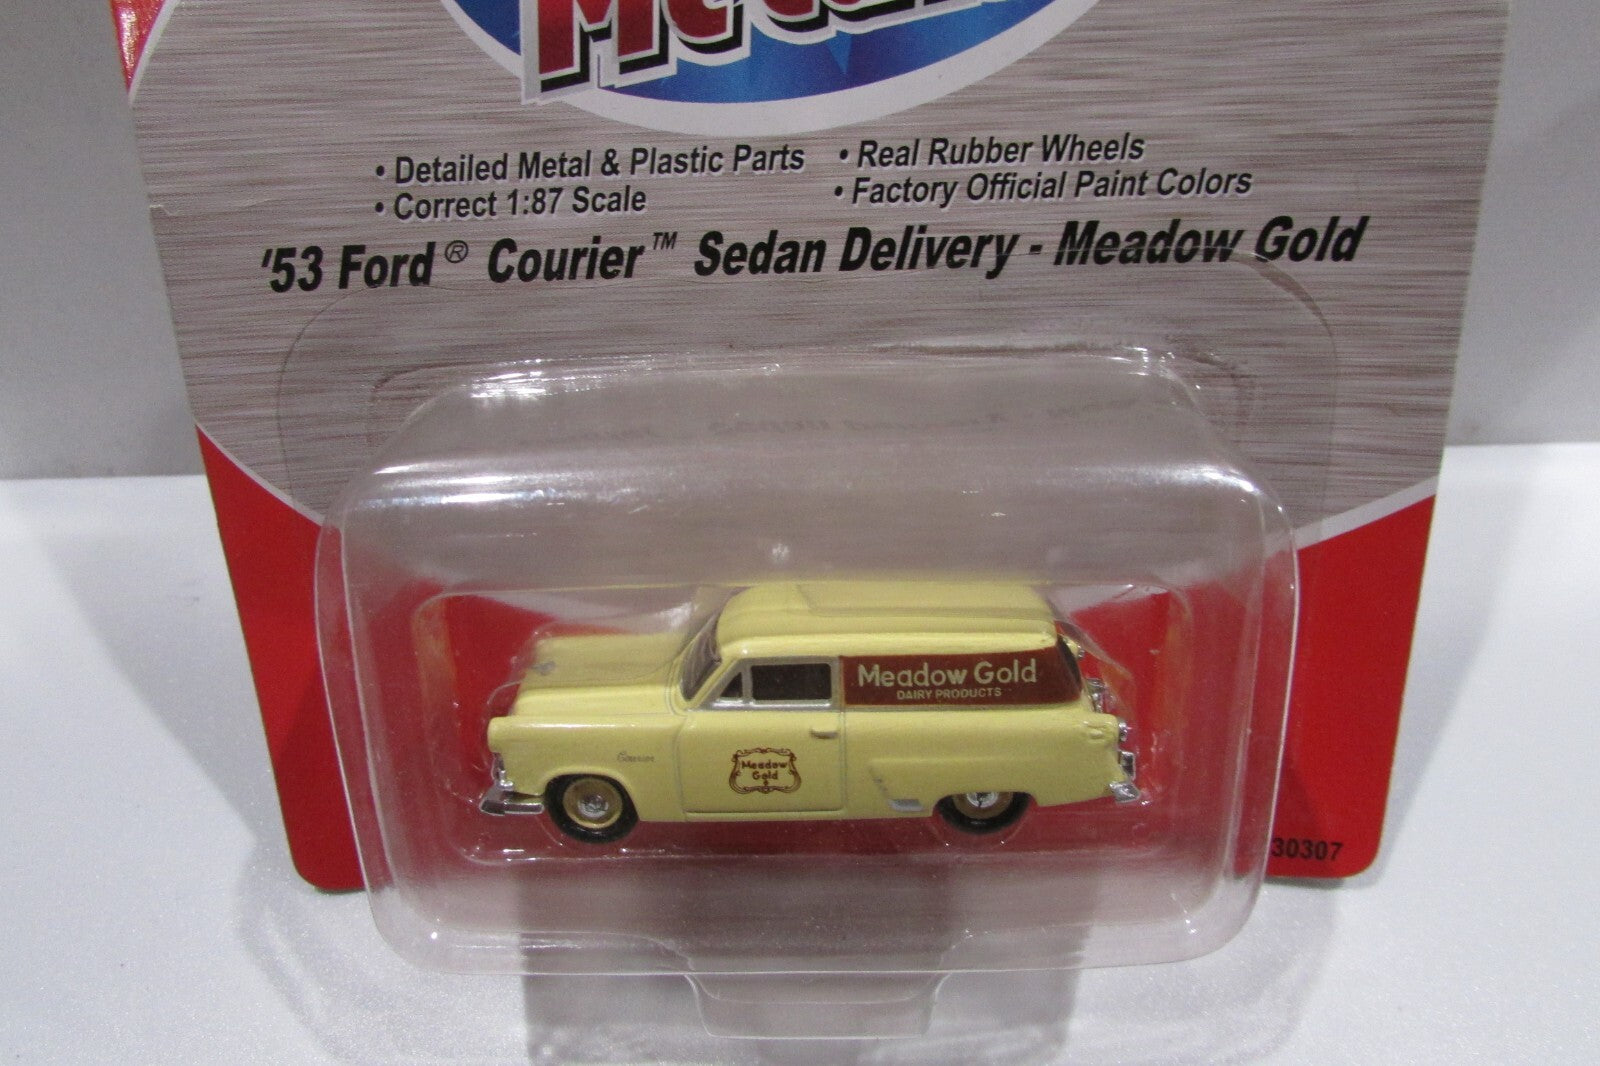 • Detailed Metal & Plastic Parts • Real Rubber Wheels
• Correct 1:87 Scale • Factory Official Paint Colors
'53 Ford® Courier™ Sedan Delivery - Meadow Gold
Meadow Gold
DAIRY PRODUCTS
Courier
Meadow
Gold
30307